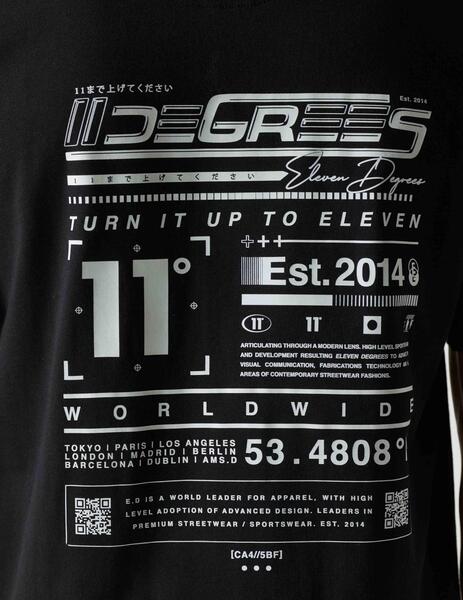 11まで上げてください
11DEGREES
Est. 2014
11まで上げてください
Eleven Degrees
TURN IT UP TO ELEVEN
11°
Est. 2014
11
11
ARTICULATING THROUGH A MODERN LENS. HIGH LEVEL
AND DEVELOPMENT RESULTING ELEVEN DEGREES TO
VISUAL COMMUNICATION, FABRICATIONS TECHNOLOGY
AREAS OF CONTEMPORARY STREETWEAR FASHIONS.
WORLDWIDE
TOKYO | PARIS | LOS ANGELES
LONDON | MADRID | BERLIN
BARCELONA | DUBLIN | AMS.D
53.4808°
E.D IS A WORLD LEADER FOR APPAREL, WITH HIGH
LEVEL ADOPTION OF ADVANCED DESIGN. LEADERS IN
PREMIUM STREETWEAR / SPORTSWEAR. EST. 2014
[CA4//5BF]